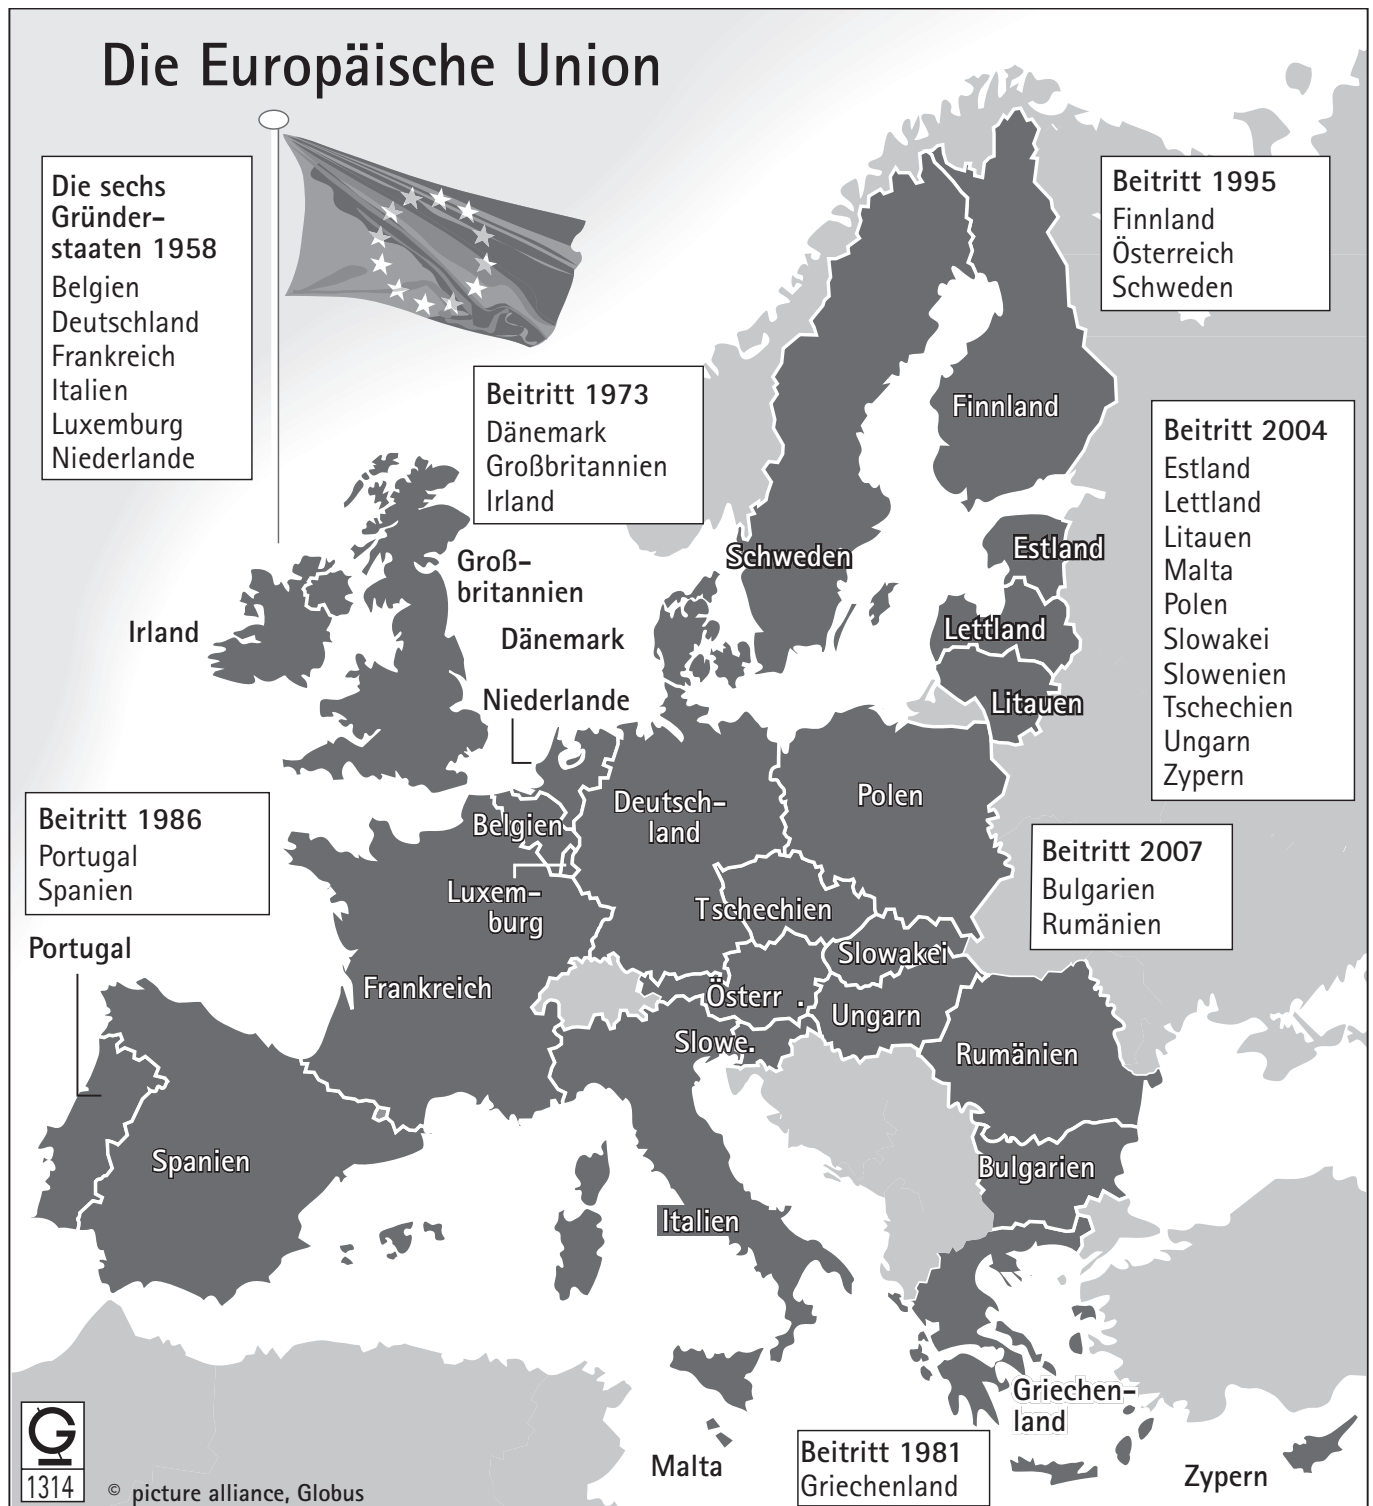 Die Europäische Union
Die sechs
Gründer-
staaten 1958
Belgien
Deutschland
Frankreich
Italien
Luxemburg
Niederlande
Beitritt 1973
Dänemark
Großbritannien
Irland
Beitritt 1995
Finnland
Österreich
Schweden
Beitritt 2004
Estland
Lettland
Litauen
Malta
Polen
Slowakei
Slowenien
Tschechien
Ungarn
Zypern
Beitritt 1986
Portugal
Spanien
Beitritt 2007
Bulgarien
Rumänien
Beitritt 1981
Griechenland
Finnland
Schweden
Estland
Lettland
Litauen
Groß-
britannien
Irland
Dänemark
Niederlande
Deutsch-
land
Polen
Belgien
Luxem-
burg
Tschechien
Slowakei
Portugal
Frankreich
Österr .
Ungarn
Slowe.
Rumänien
Spanien
Bulgarien
Italien
Griechen-
land
Malta
Zypern
G
1314
© picture alliance, Globus